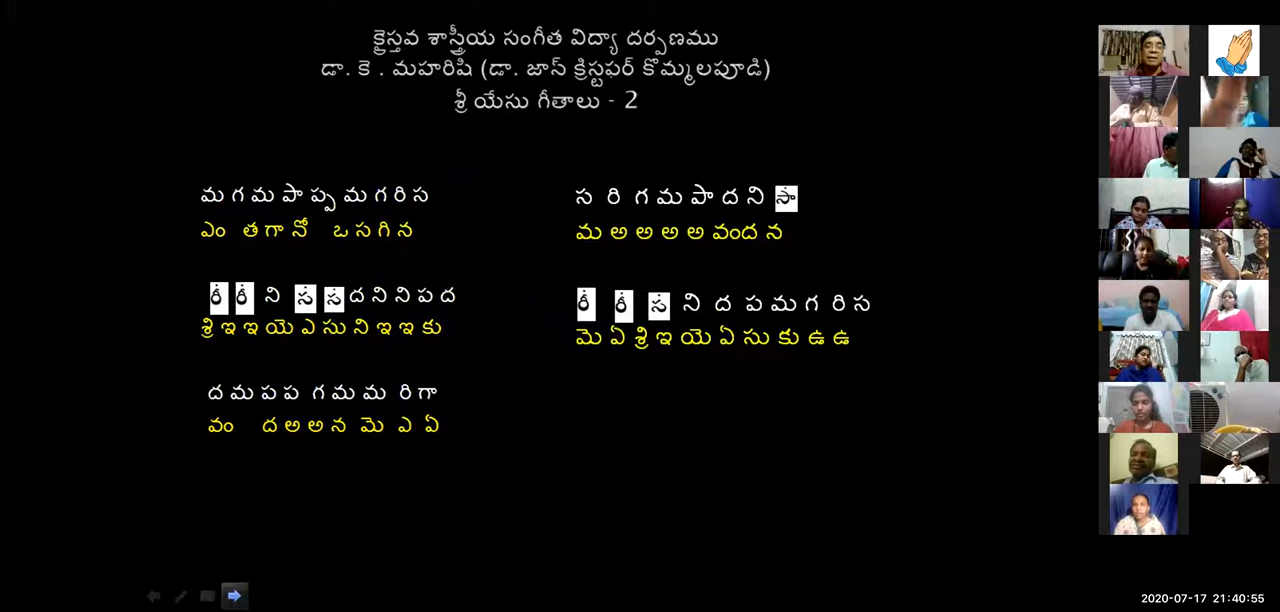 క్రైస్తవ శాస్త్రీయ సంగీత విద్యా దర్పణము
డా. కె . మహరిషి (డా. జాస్ క్రిస్టఫర్ కొమ్మలపూడి)
శ్రీ యేసు గీతాలు - 2
మ గ మ పా ప్ప మ గ రి స
ఎం త గా నో ఒ స గి న
రీ̇ రీ̇ ని స̇ స̇ ద ని ని ప ద
శ్రి ఇ ఇ యె ఎ సు ని ఇ ఇ కు
ద మ ప ప గ మ మ రి గా
వం ద అ అ న మె ఎ ఏ
స రి గ మ పా ద ని సా̇
మ అ అ అ అ వంద న
రీ̇ రీ̇ స̇ ని ద ప మ గ రి స
మె ఏ శ్రి ఇ యె ఏ సు కు ఉ ఉ
2020-07-17 21:40:55